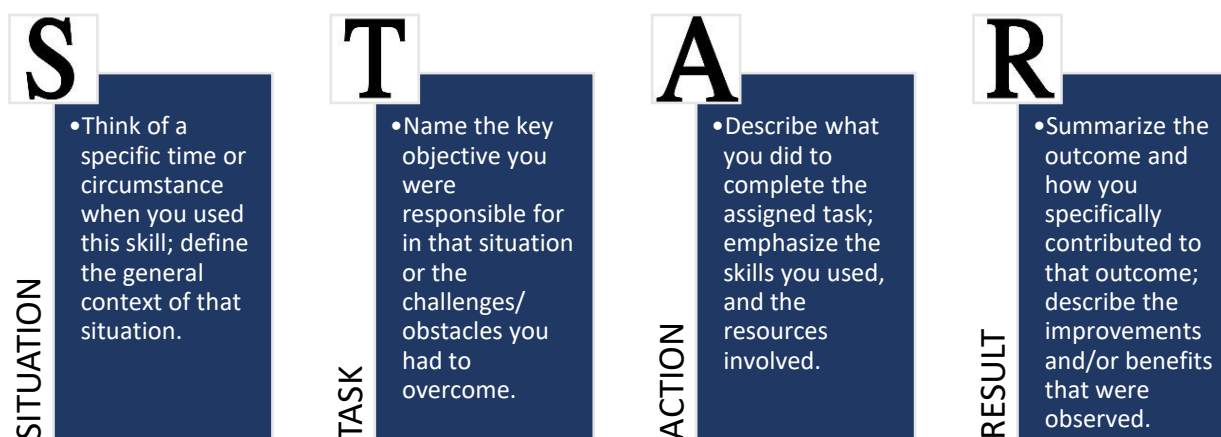 S
SITUATION
•Think of a
specific time or
circumstance
when you used
this skill; define
the general
context of that
situation.
T
TASK
•Name the key
objective you
were
responsible for
in that situation
or the
challenges/
obstacles you
had to
overcome.
A
ACTION
•Describe what
you did to
complete the
assigned task;
emphasize the
skills you used,
and the
resources
involved.
R
RESULT
•Summarize the
outcome and
how you
specifically
contributed to
that outcome;
describe the
improvements
and/or benefits
that were
observed.